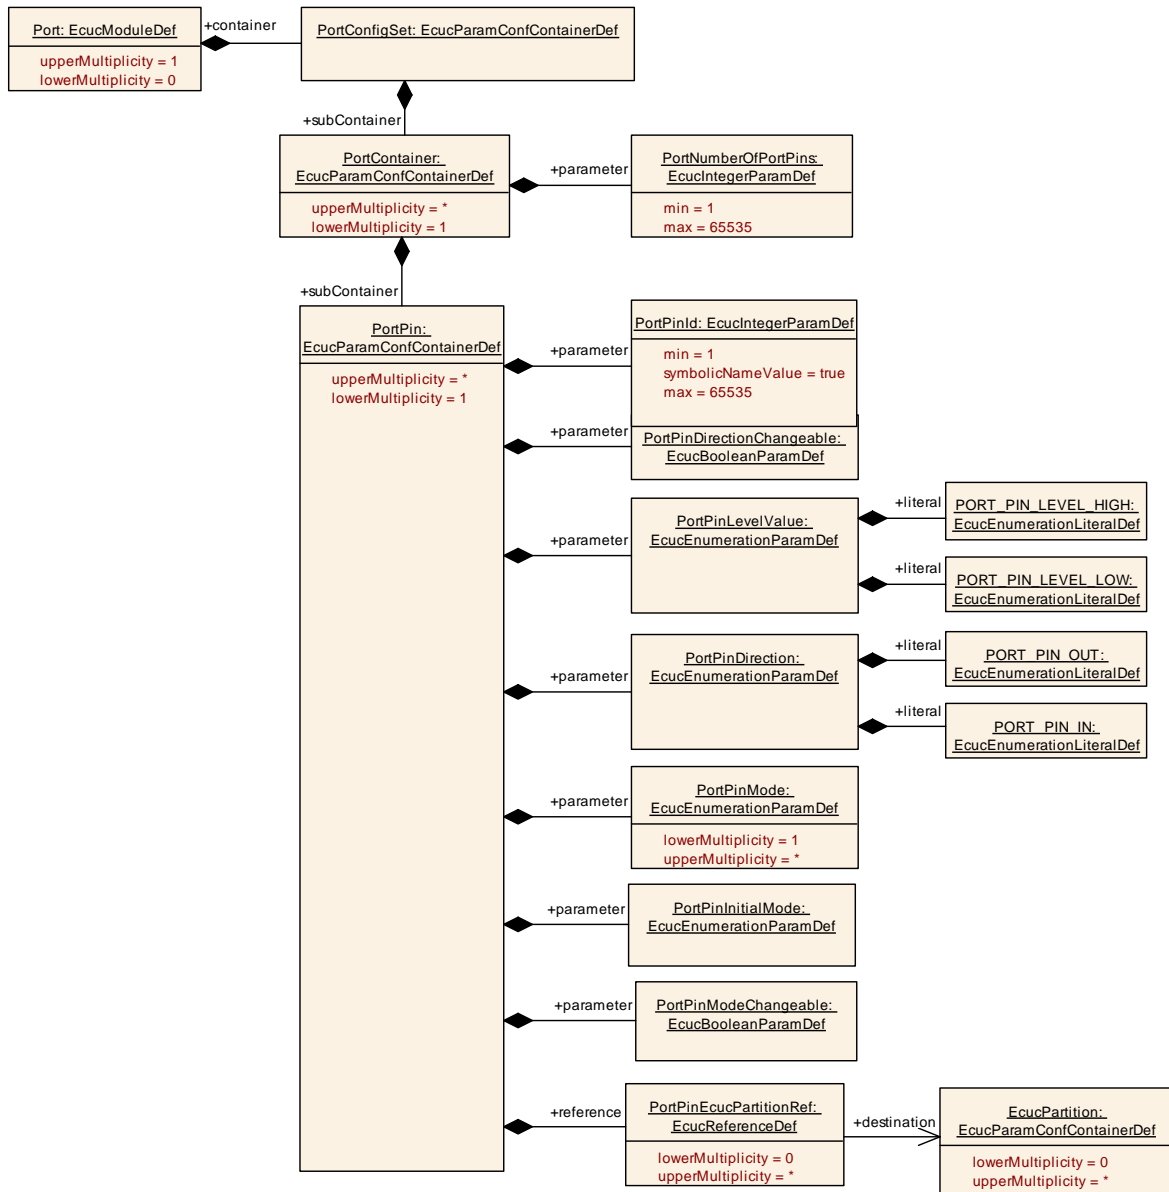 Port: EcucModuleDef
upperMultiplicity = 1
lowerMultiplicity = 0
+container
PortConfigSet: EcucParamConfContainerDef
+subContainer
PortContainer:
EcucParamConfContainerDef
upperMultiplicity = *
lowerMultiplicity = 1
+parameter
PortNumberOfPortPins:
EcucIntegerParamDef
min = 1
max = 65535
+subContainer
PortPin:
EcucParamConfContainerDef
upperMultiplicity = *
lowerMultiplicity = 1
+parameter
PortPinId: EcucIntegerParamDef
min = 1
symbolicNameValue = true
max = 65535
+parameter
PortPinDirectionChangeable:
EcucBooleanParamDef
+parameter
PortPinLevelValue:
EcucEnumerationParamDef
+literal
PORT_PIN_LEVEL_HIGH:
EcucEnumerationLiteralDef
+literal
PORT_PIN_LEVEL_LOW:
EcucEnumerationLiteralDef
+parameter
PortPinDirection:
EcucEnumerationParamDef
+literal
PORT_PIN_OUT:
EcucEnumerationLiteralDef
+literal
PORT_PIN_IN:
EcucEnumerationLiteralDef
+parameter
PortPinMode:
EcucEnumerationParamDef
lowerMultiplicity = 1
upperMultiplicity = *
+parameter
PortPinInitialMode:
EcucEnumerationParamDef
+parameter
PortPinModeChangeable:
EcucBooleanParamDef
+reference
PortPinEcucPartitionRef:
EcucReferenceDef
lowerMultiplicity = 0
upperMultiplicity = *
+destination
EcucPartition:
EcucParamConfContainerDef
lowerMultiplicity = 0
upperMultiplicity = *